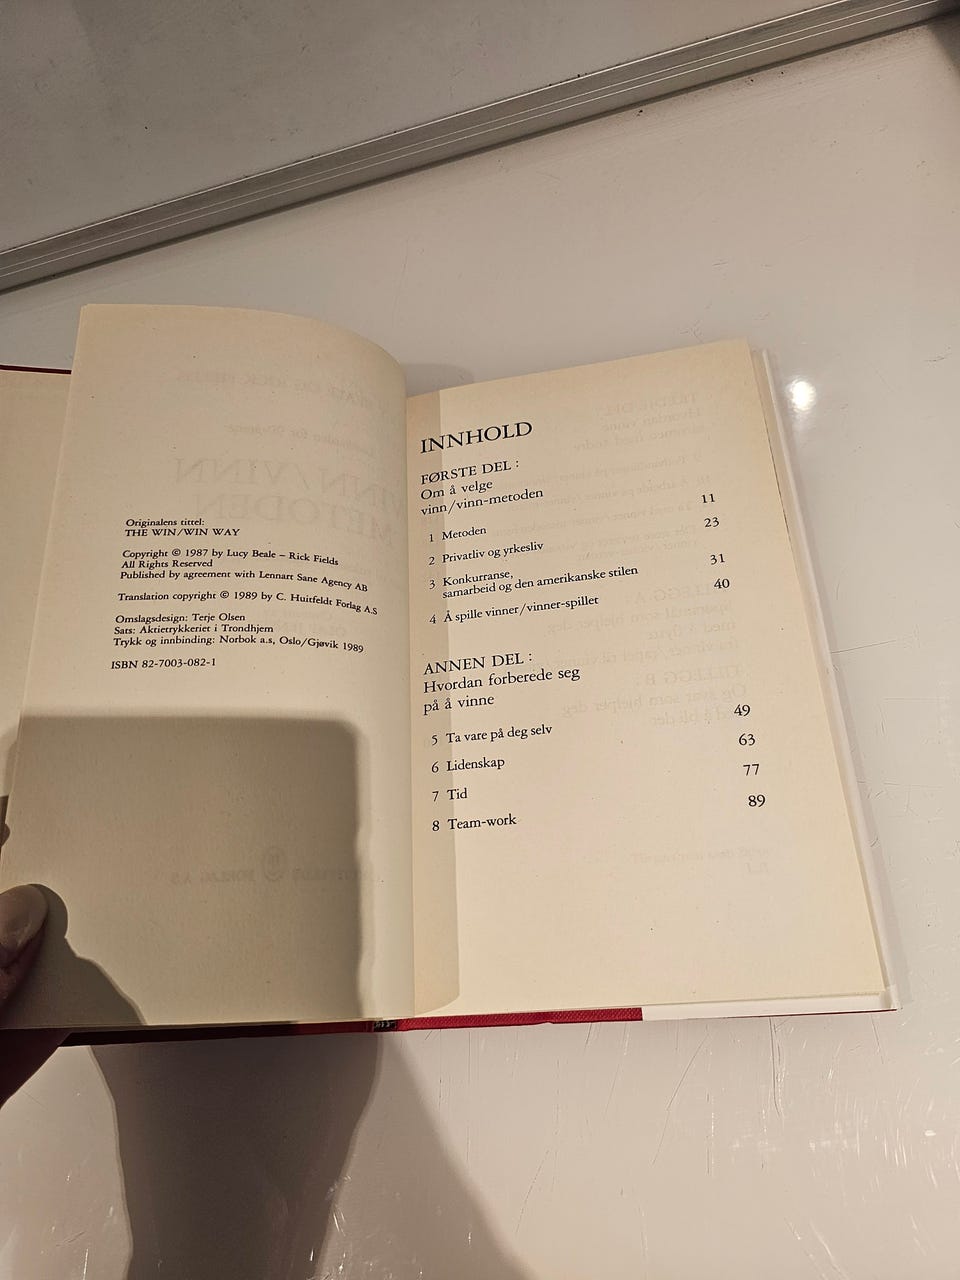 Originalens tittel:
THE WIN/WIN WAY
Copyright © 1987 by Lucy Beale – Rick Fields
All Rights Reserved
Published by agreement with Lennart Sane Agency AB
Translation copyright © 1989 by C. Huitfeldt Forlag A.S
Omslagsdesign: Terje Olsen
Sats: Aktietrykkeriet i Trondhjem
Trykk og innbinding: Norbok a.s, Oslo/Gjøvik 1989
ISBN 82-7003-082-1
INNHOLD
FØRSTE DEL :
Om å velge
vinn/vinn-metoden
1 Metoden 11
2 Privatliv og yrkesliv 23
3 Konkurranse,
samarbeid og den amerikanske stilen 31
4 Å spille vinner/vinner-spillet 40
ANNEN DEL :
Hvordan forberede seg
på å vinne
5 Ta vare på deg selv 49
6 Lidenskap 63
7 Tid 77
8 Team-work 89